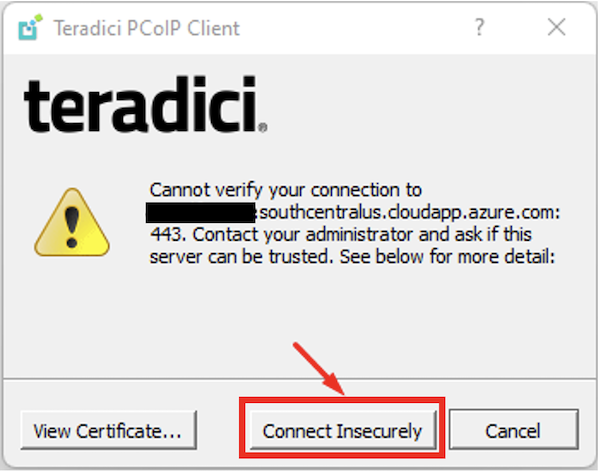 Teradici PCoIP Client ?
teradici®
Cannot verify your connection to
:southcentralus.cloudapp.azure.com:
443. Contact your administrator and ask if this
server can be trusted. See below for more detail:
View Certificate... Connect Insecurely Cancel